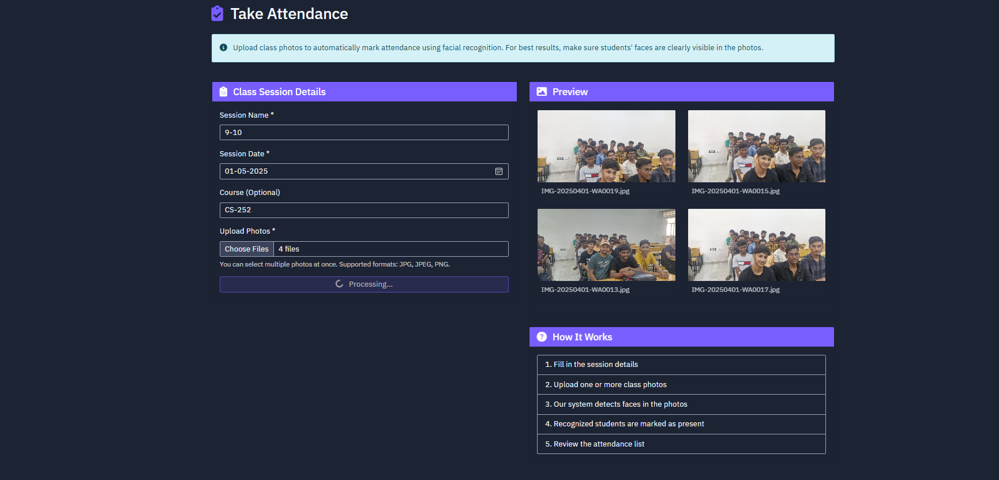 Take Attendance
Upload class photos to automatically mark attendance using facial recognition. For best results, make sure students' faces are clearly visible in the photos.
Class Session Details
Session Name *
9-10
Session Date *
01-05-2025
Course (Optional)
CS-252
Upload Photos *
Choose Files 4 files
You can select multiple photos at once. Supported formats: JPG, JPEG, PNG.
Processing...
Preview
IMG-20250401-WA0019.jpg
IMG-20250401-WA0015.jpg
IMG-20250401-WA0013.jpg
IMG-20250401-WA0017.jpg
How It Works
1. Fill in the session details
2. Upload one or more class photos
3. Our system detects faces in the photos
4. Recognized students are marked as present
5. Review the attendance list